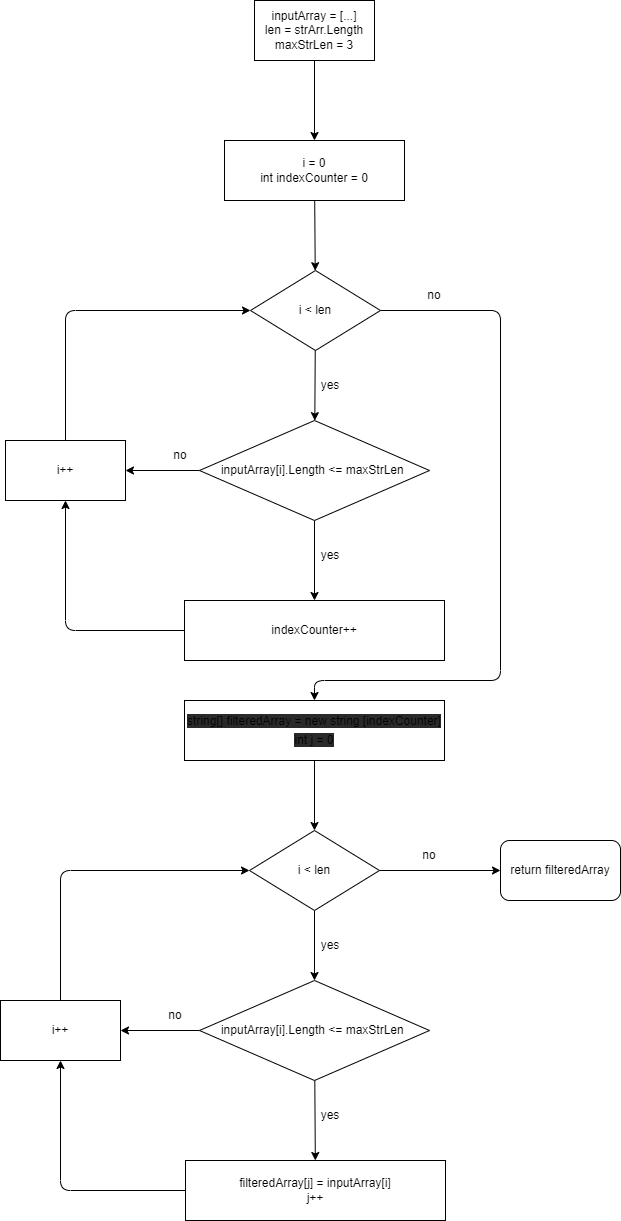 inputArray = [...]
len = strArr.Length
maxStrLen = 3
i = 0
int indexCounter = 0
i < len
no
yes
i++
no
inputArray[i].Length <= maxStrLen
yes
indexCounter++
string[] filteredArray = new string [indexCounter]
int j = 0
i < len
no
return filteredArray
yes
i++
no
inputArray[i].Length <= maxStrLen
yes
filteredArray[j] = inputArray[i]
j++